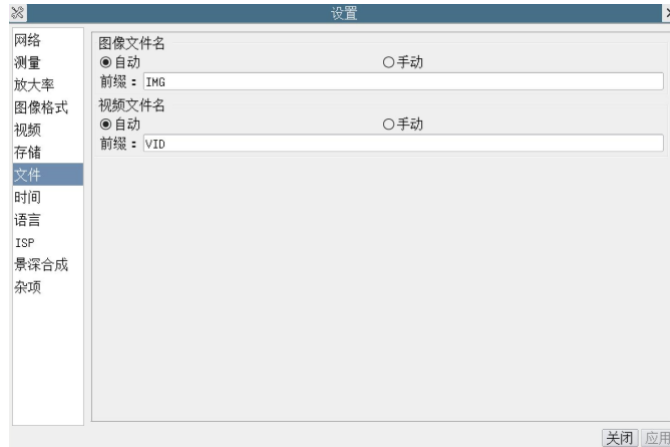 设置
网络
测量
放大率
图像格式
视频
存储
文件
时间
语言
ISP
景深合成
杂项
图像文件名
自动 手动
前缀： IMG
视频文件名
自动 手动
前缀： VID
关闭 应用